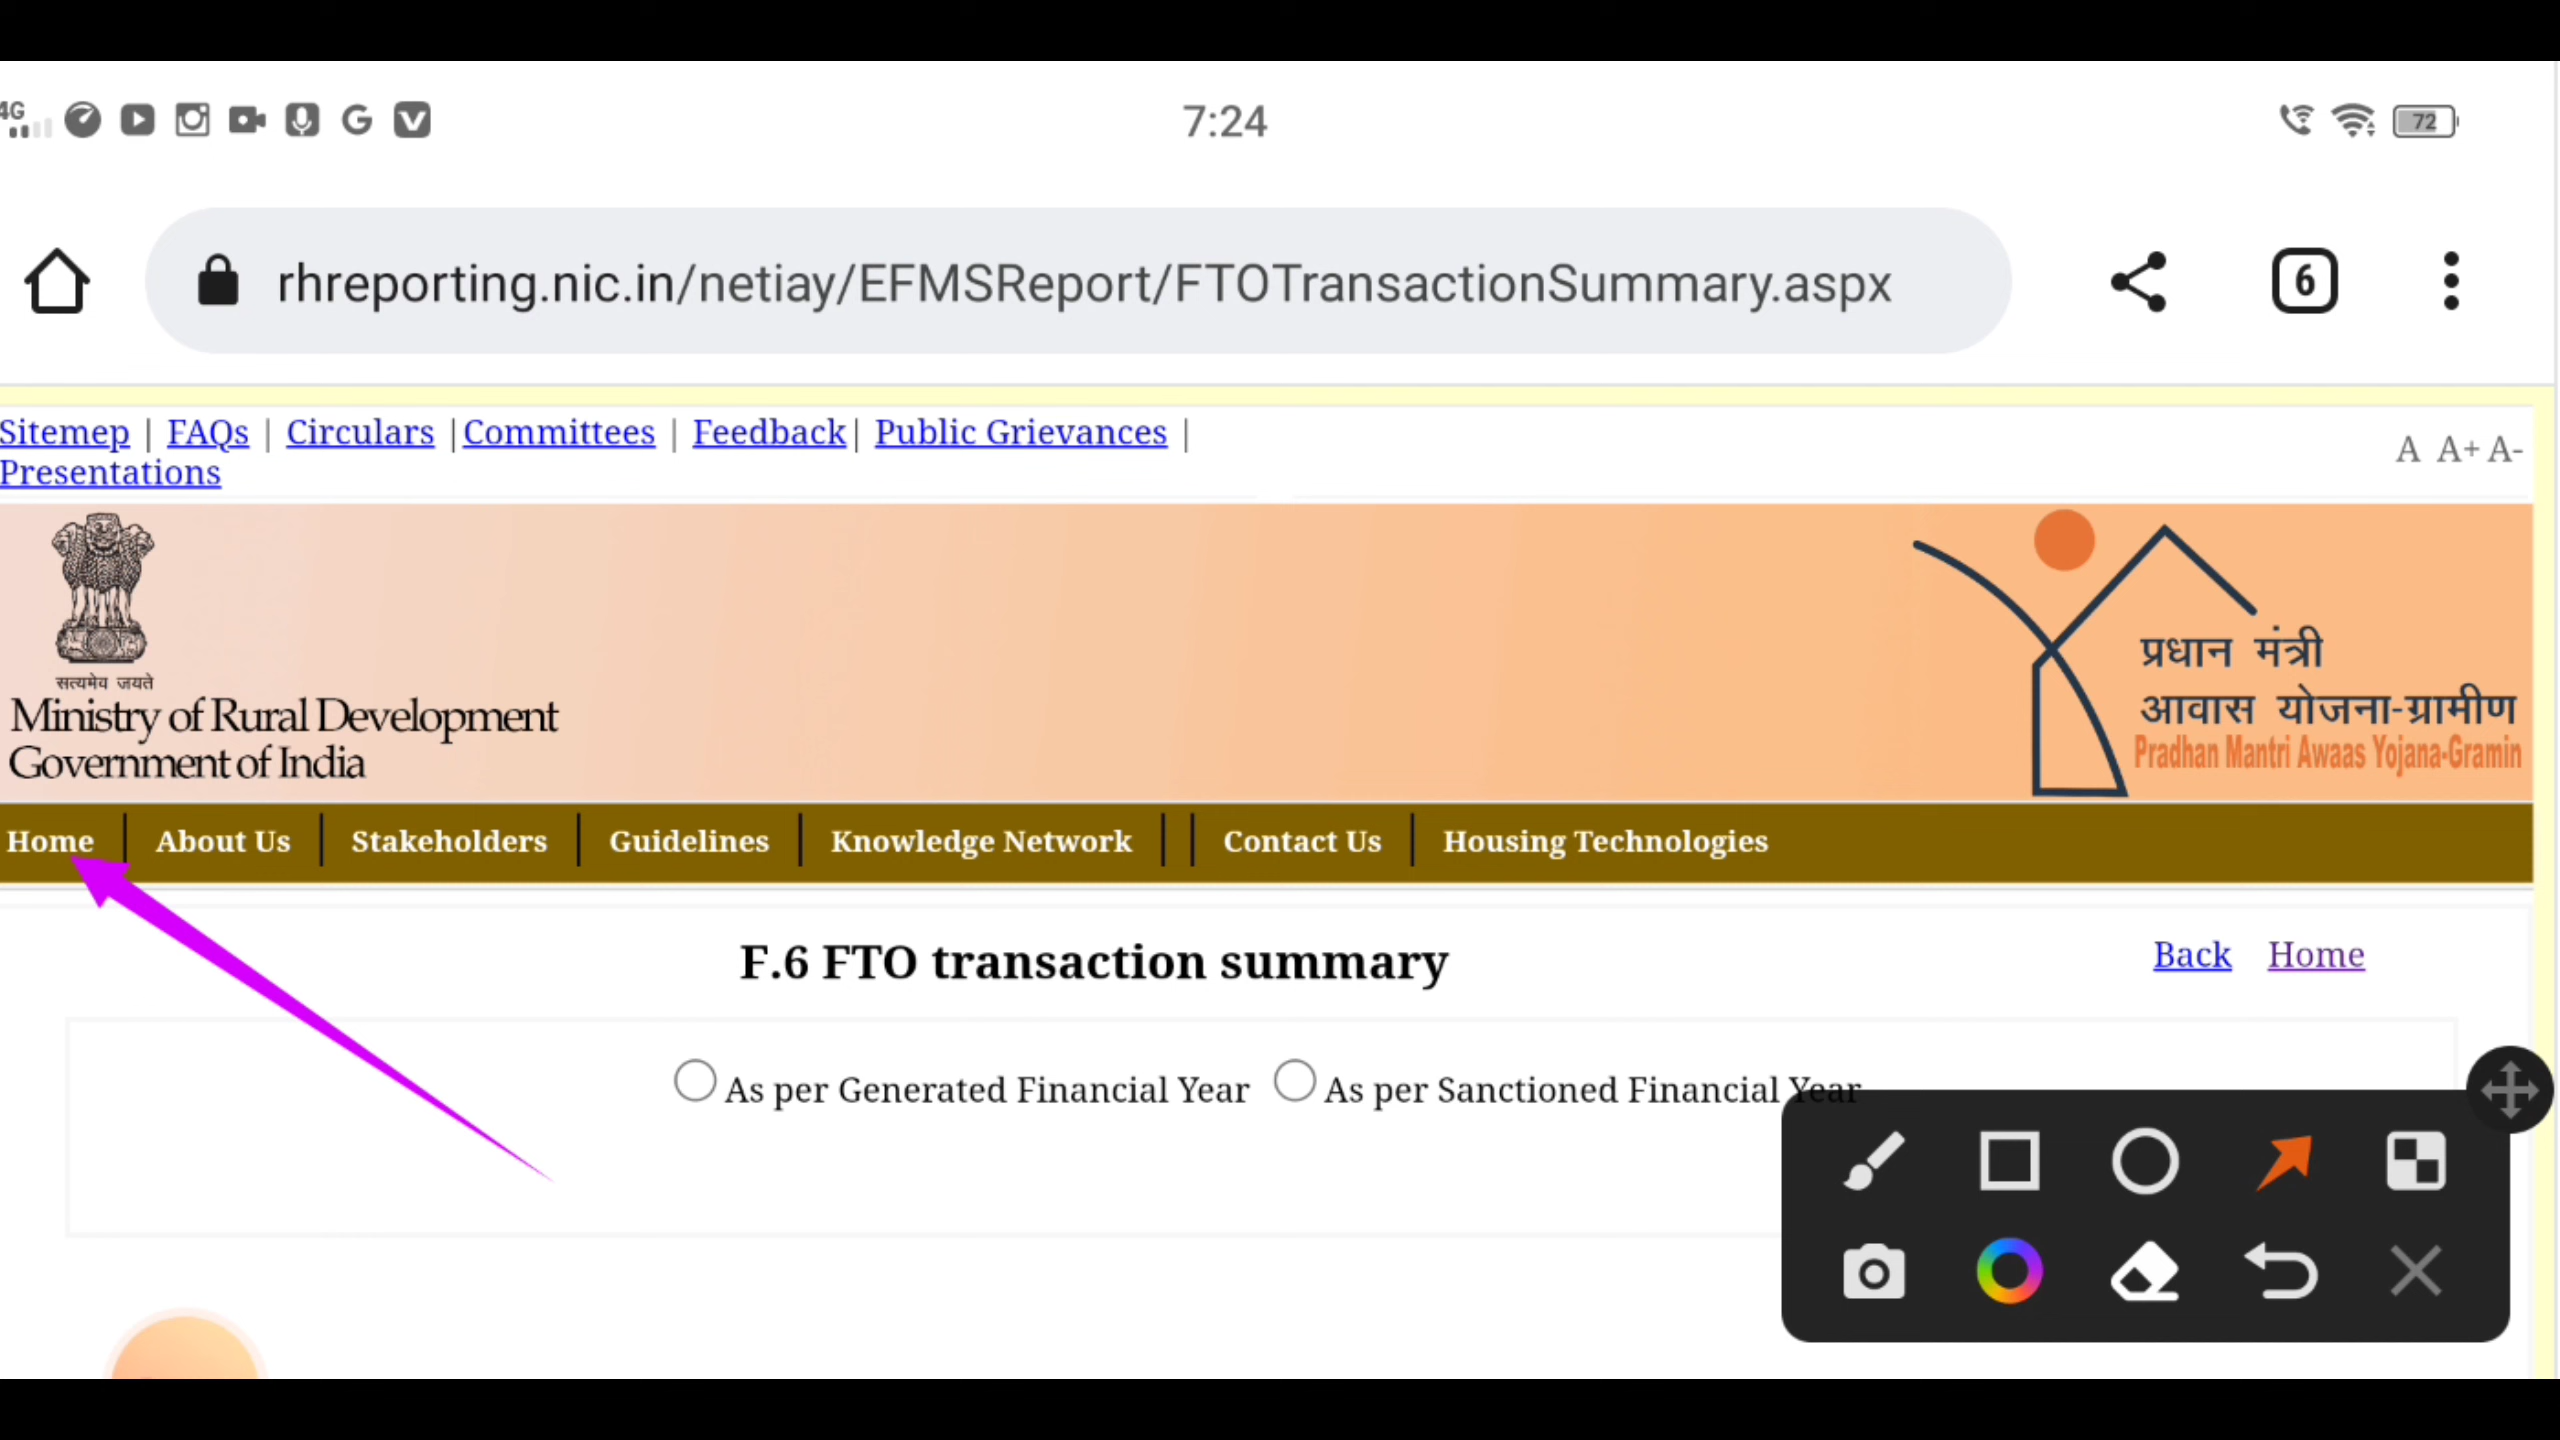 4G 7:24 72
rhreporting.nic.in/netiay/EFMSReport/FTOTransactionSummary.aspx 6
Sitemep | FAQs | Circulars |Committees | Feedback| Public Grievances |
Presentations
A A+ A-
सत्यमेव जयते
Ministry of Rural Development
Government of India
प्रधान मंत्री
आवास योजना-ग्रामीण
Pradhan Mantri Awaas Yojana-Gramin
Home | About Us | Stakeholders | Guidelines | Knowledge Network | | Contact Us | Housing Technologies
F.6 FTO transaction summary
Back Home
As per Generated Financial Year As per Sanctioned Financial Year